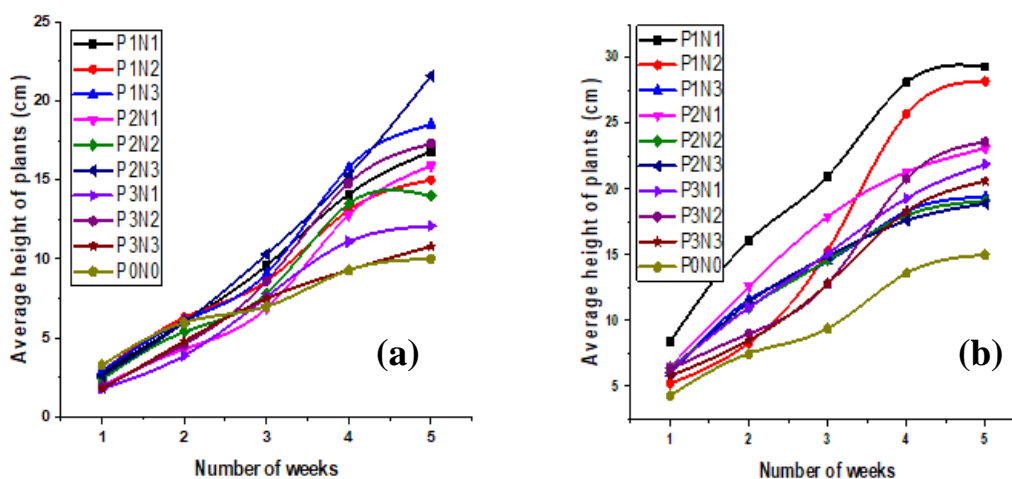 Average height of plants (cm)
25
20
15
10
5
0
P1N1
P1N2
P1N3
P2N1
P2N2
P2N3
P3N1
P3N2
P3N3
P0N0
(a)
1 2 3 4 5
Number of weeks
Average height of plants (cm)
30
25
20
15
10
5
P1N1
P1N2
P1N3
P2N1
P2N2
P2N3
P3N1
P3N2
P3N3
P0N0
(b)
1 2 3 4 5
Number of weeks